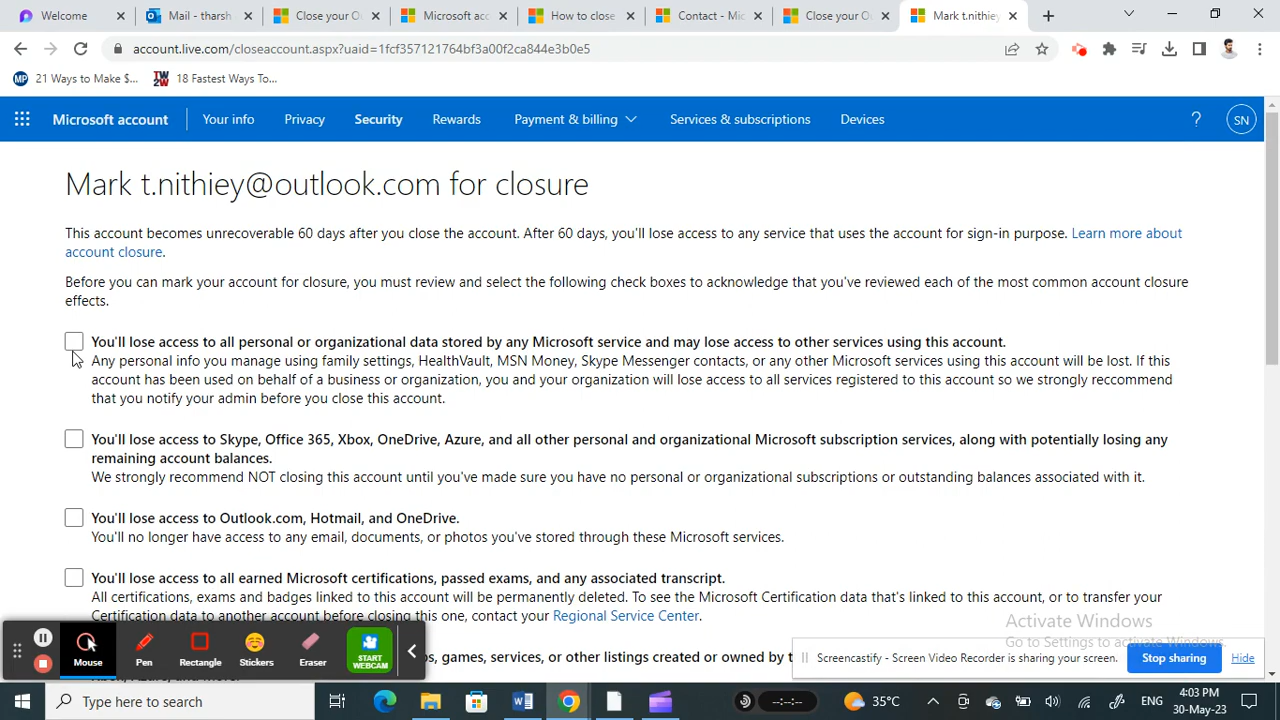 Welcome
Mail - tharsh
Close your O
Microsoft ac
How to close
Contact - Mi
Close your O
Mark t.nithiey
account.live.com/closeaccount.aspx?uaid=1fcf357121764bf3a00f2ca844e3b0e5
MP 21 Ways to Make $...
TW 2W 18 Fastest Ways To...
Microsoft account
Your info
Privacy
Security
Rewards
Payment & billing
Services & subscriptions
Devices
?
SN
Mark t.nithiey@outlook.com for closure
This account becomes unrecoverable 60 days after you close the account. After 60 days, you'll lose access to any service that uses the account for sign-in purpose. Learn more about
account closure.
Before you can mark your account for closure, you must review and select the following check boxes to acknowledge that you've reviewed each of the most common account closure
effects.
You'll lose access to all personal or organizational data stored by any Microsoft service and may lose access to other services using this account.
Any personal info you manage using family settings, HealthVault, MSN Money, Skype Messenger contacts, or any other Microsoft services using this account will be lost. If this
account has been used on behalf of a business or organization, you and your organization will lose access to all services registered to this account so we strongly reccommend
that you notify your admin before you close this account.
You'll lose access to Skype, Office 365, Xbox, OneDrive, Azure, and all other personal and organizational Microsoft subscription services, along with potentially losing any
remaining account balances.
We strongly recommend NOT closing this account until you've made sure you have no personal or organizational subscriptions or outstanding balances associated with it.
You'll lose access to Outlook.com, Hotmail, and OneDrive.
You'll no longer have access to any email, documents, or photos you've stored through these Microsoft services.
You'll lose access to all earned Microsoft certifications, passed exams, and any associated transcript.
All certifications, exams and badges linked to this account will be permanently deleted. To see the Microsoft Certification data that's linked to this account, or to transfer your
Certification data to another account before closing this one, contact your Regional Service Center.
s, games, services, or other listings created or owned by t
Activate Windows
Go to Settings to activate Windows.
Mouse
Pen
Rectangle
Stickers
Eraser
START
WEBCAM
Screencastify - Screen Video Recorder is sharing your screen.
Stop sharing
Hide
Type here to search
--:--:--
35°C
ENG
4:03 PM
30-May-23